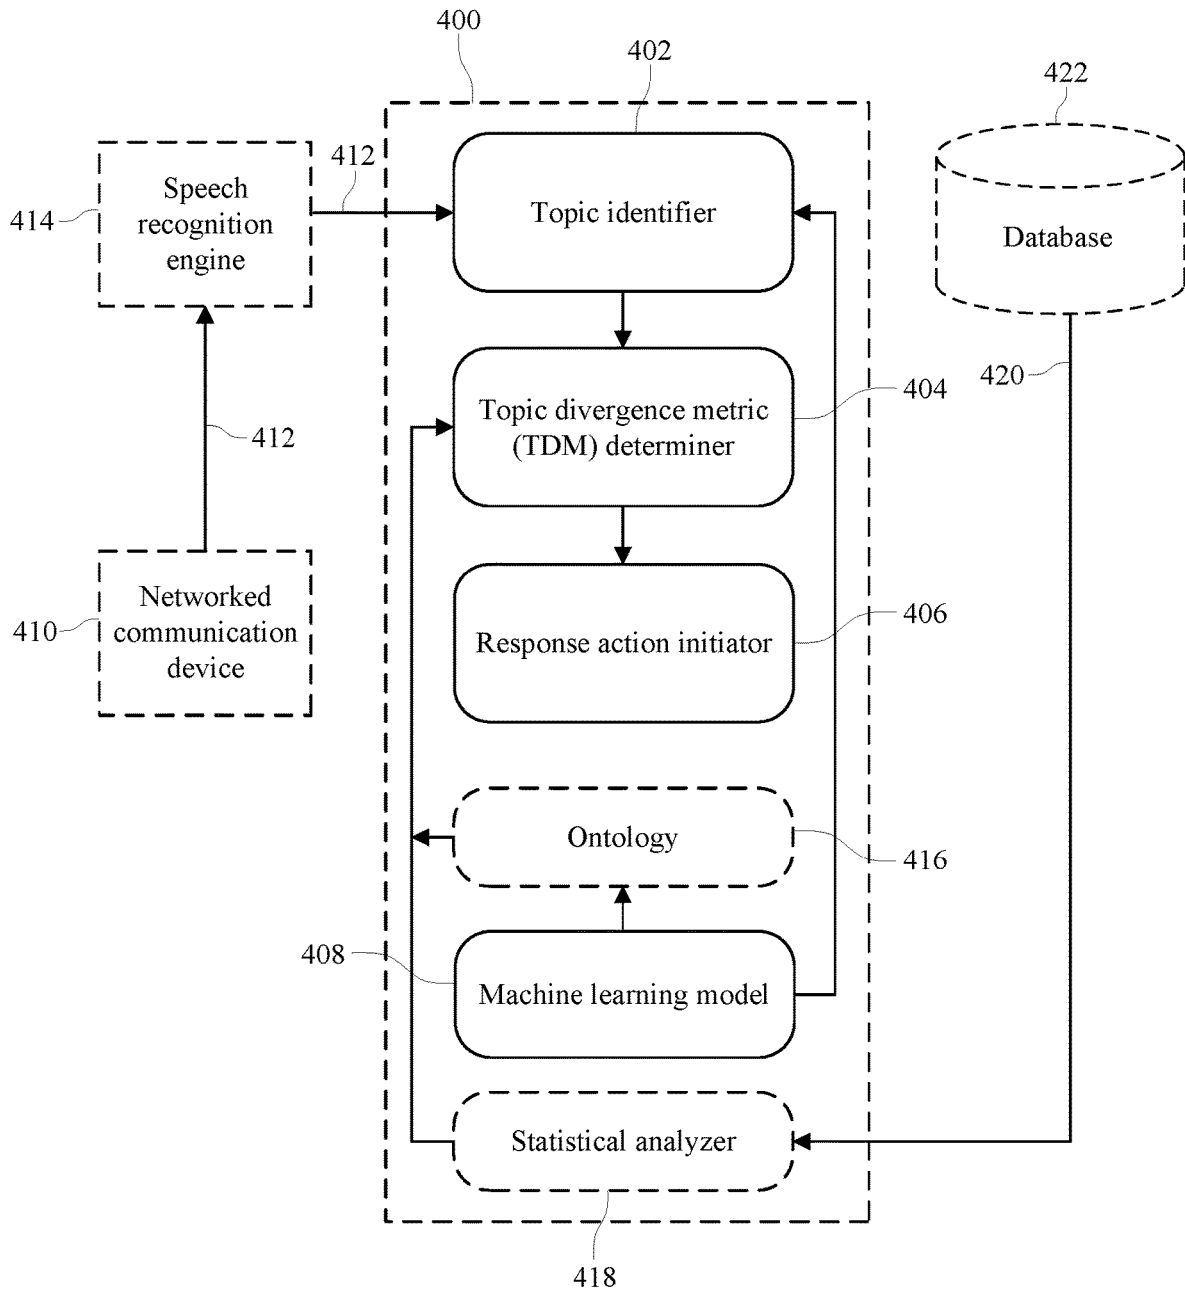 400
402
422
414
Speech
recognition
engine
412
Topic identifier
Database
420
404
Topic divergence metric
(TDM) determiner
412
410
Networked
communication
device
406
Response action initiator
Ontology
416
408
Machine learning model
Statistical analyzer
418